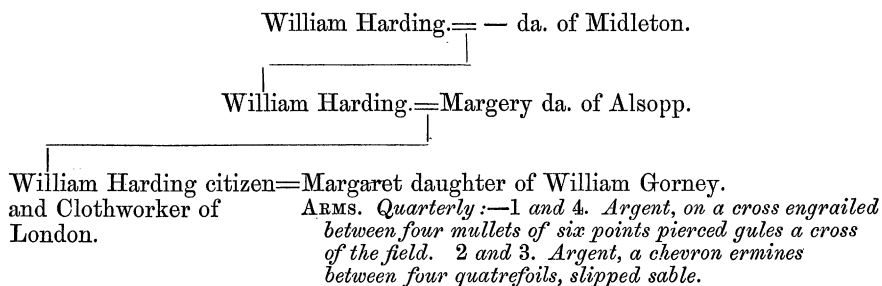 William Harding.=— da. of Midleton.
William Harding.=Margery da. of Alsopp.
William Harding citizen=Margaret daughter of William Gorney.
and Clothworker of
London.
ARMS. Quarterly:—1 and 4. Argent, on a cross engrailed
between four mullets of six points pierced gules a cross
of the field. 2 and 3. Argent, a chevron ermines
between four quatrefoils, slipped sable.